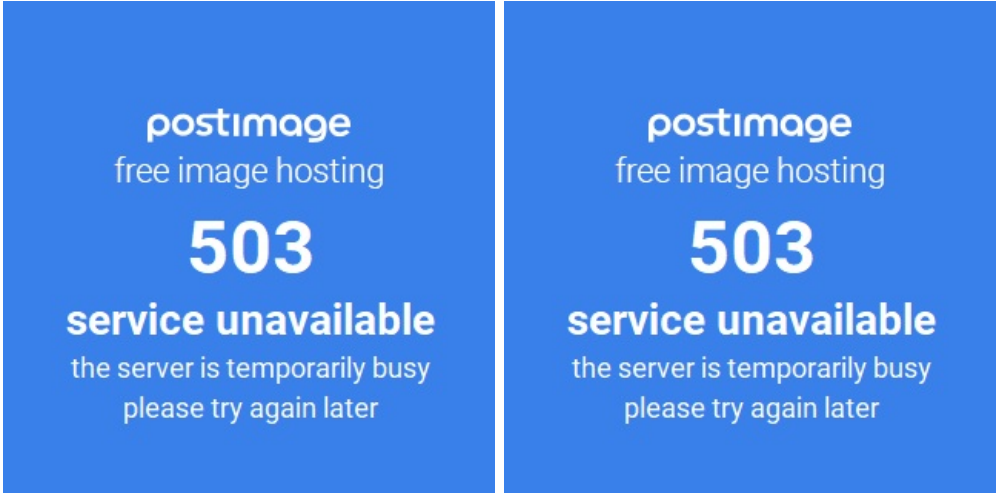 postimage
free image hosting
503
service unavailable
the server is temporarily busy
please try again later
postimage
free image hosting
503
service unavailable
the server is temporarily busy
please try again later